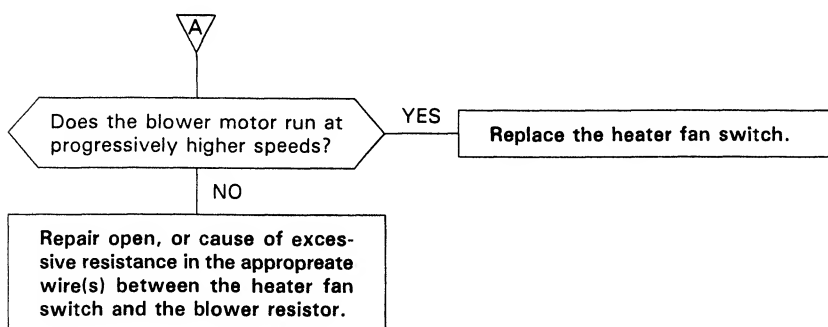 A
Does the blower motor run at
progressively higher speeds?
YES
Replace the heater fan switch.
NO
Repair open, or cause of exces-
sive resistance in the appropreate
wire(s) between the heater fan
switch and the blower resistor.